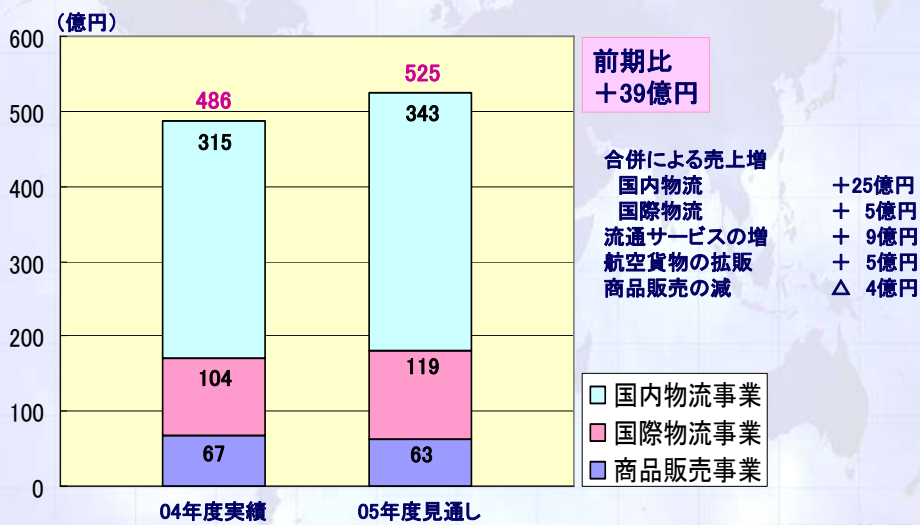 (億円)
600
500
400
300
200
100
0
486
315
104
67
525
343
119
63
04年度実績
05年度見通し
前期比
＋39億円
合併による売上増
国内物流 ＋25億円
国際物流 ＋ 5億円
流通サービスの増 ＋ 9億円
航空貨物の拡販 ＋ 5億円
商品販売の減 △ 4億円
国内物流事業
国際物流事業
商品販売事業